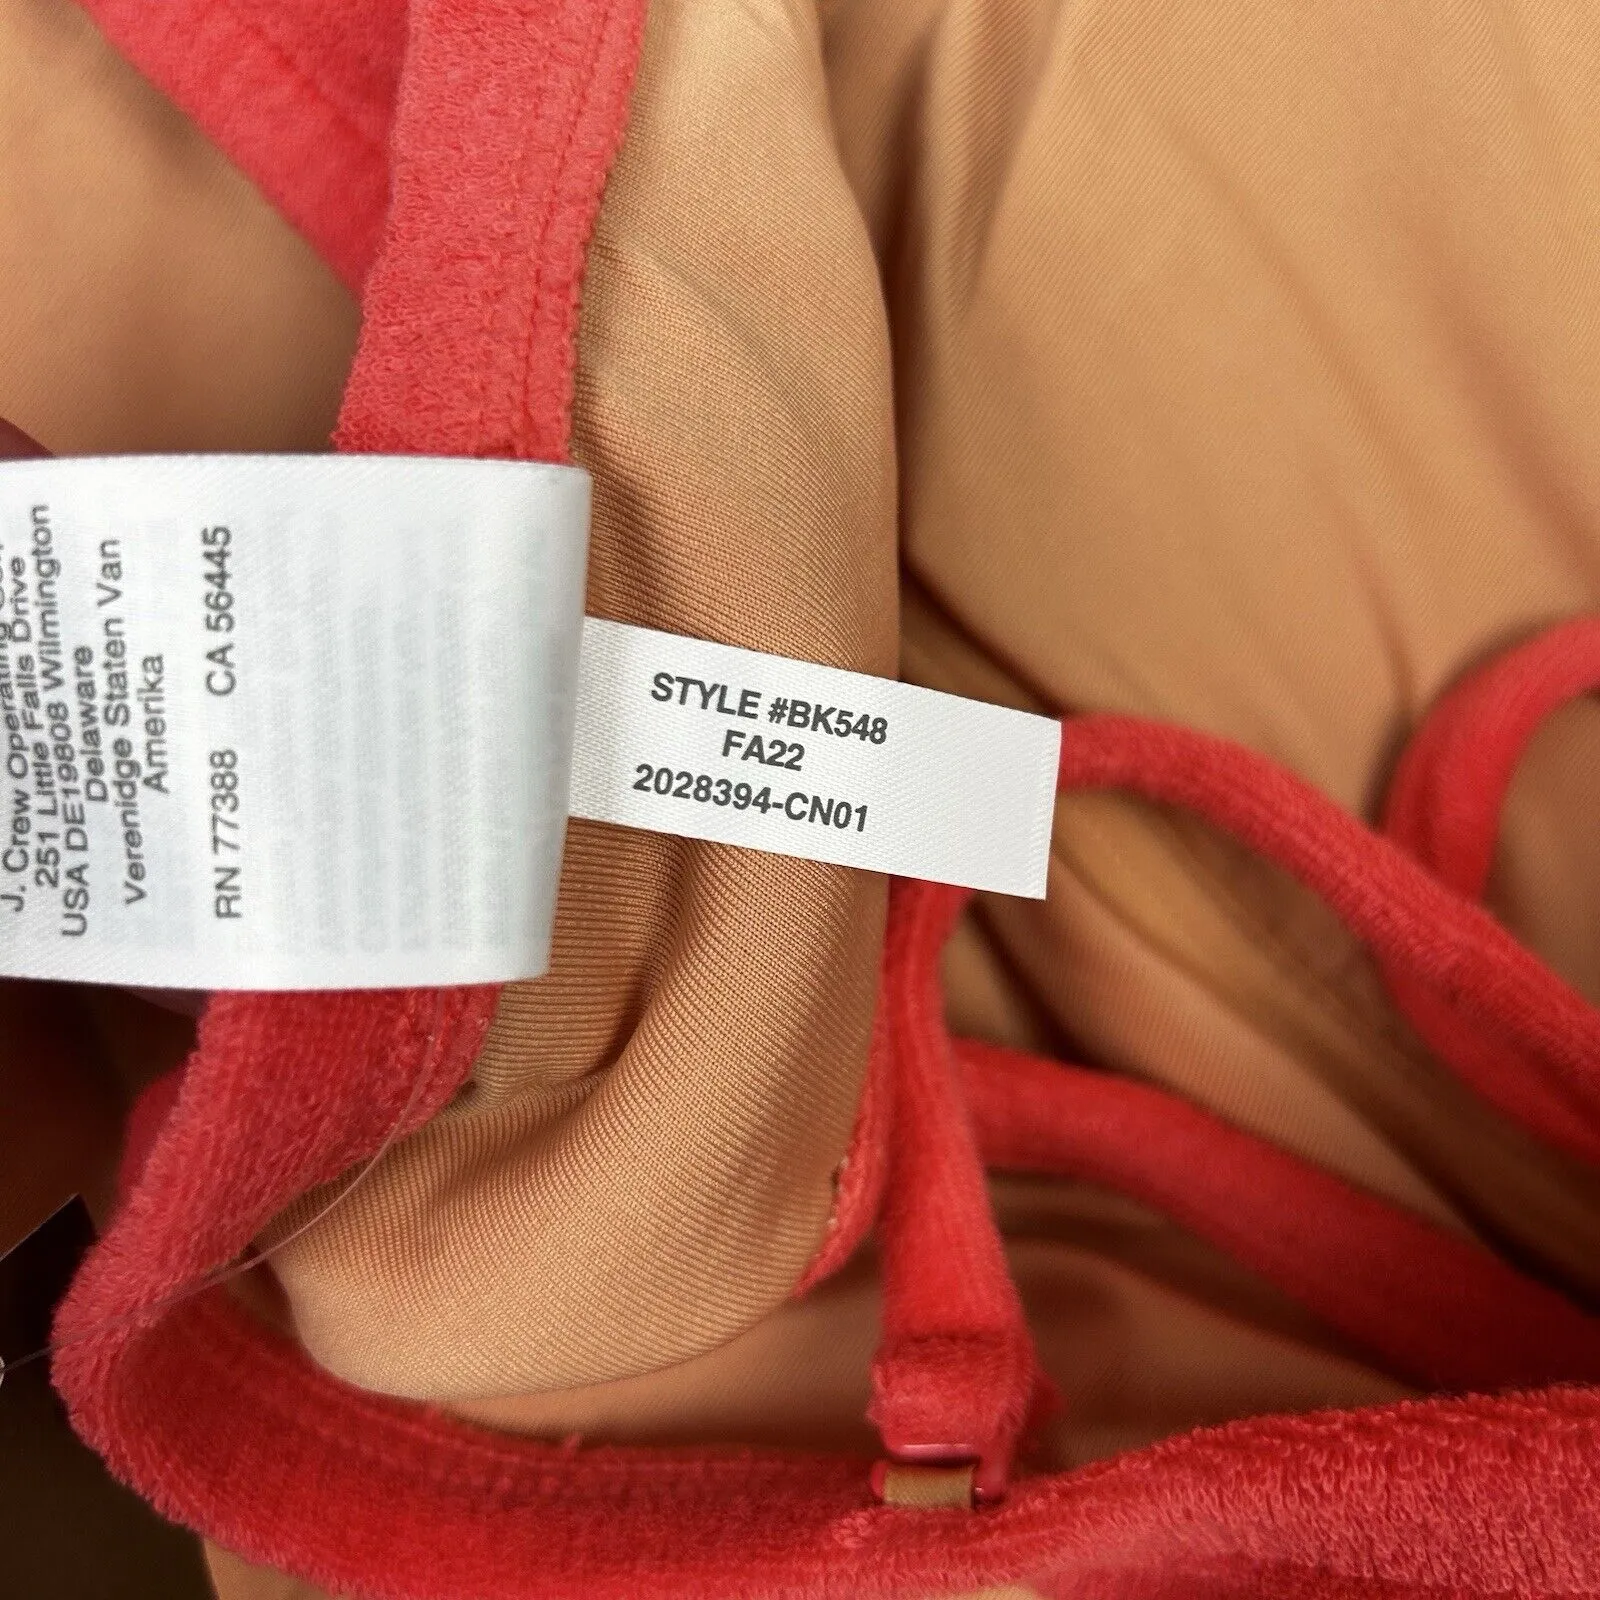 J. Crew Operating
251 Little Falls Drive
USA DE19808 Wilmington
Delaware
Verenidge Staten Van
Amerika
RN 77388 CA 56445
STYLE #BK548
FA22
2028394-CN01